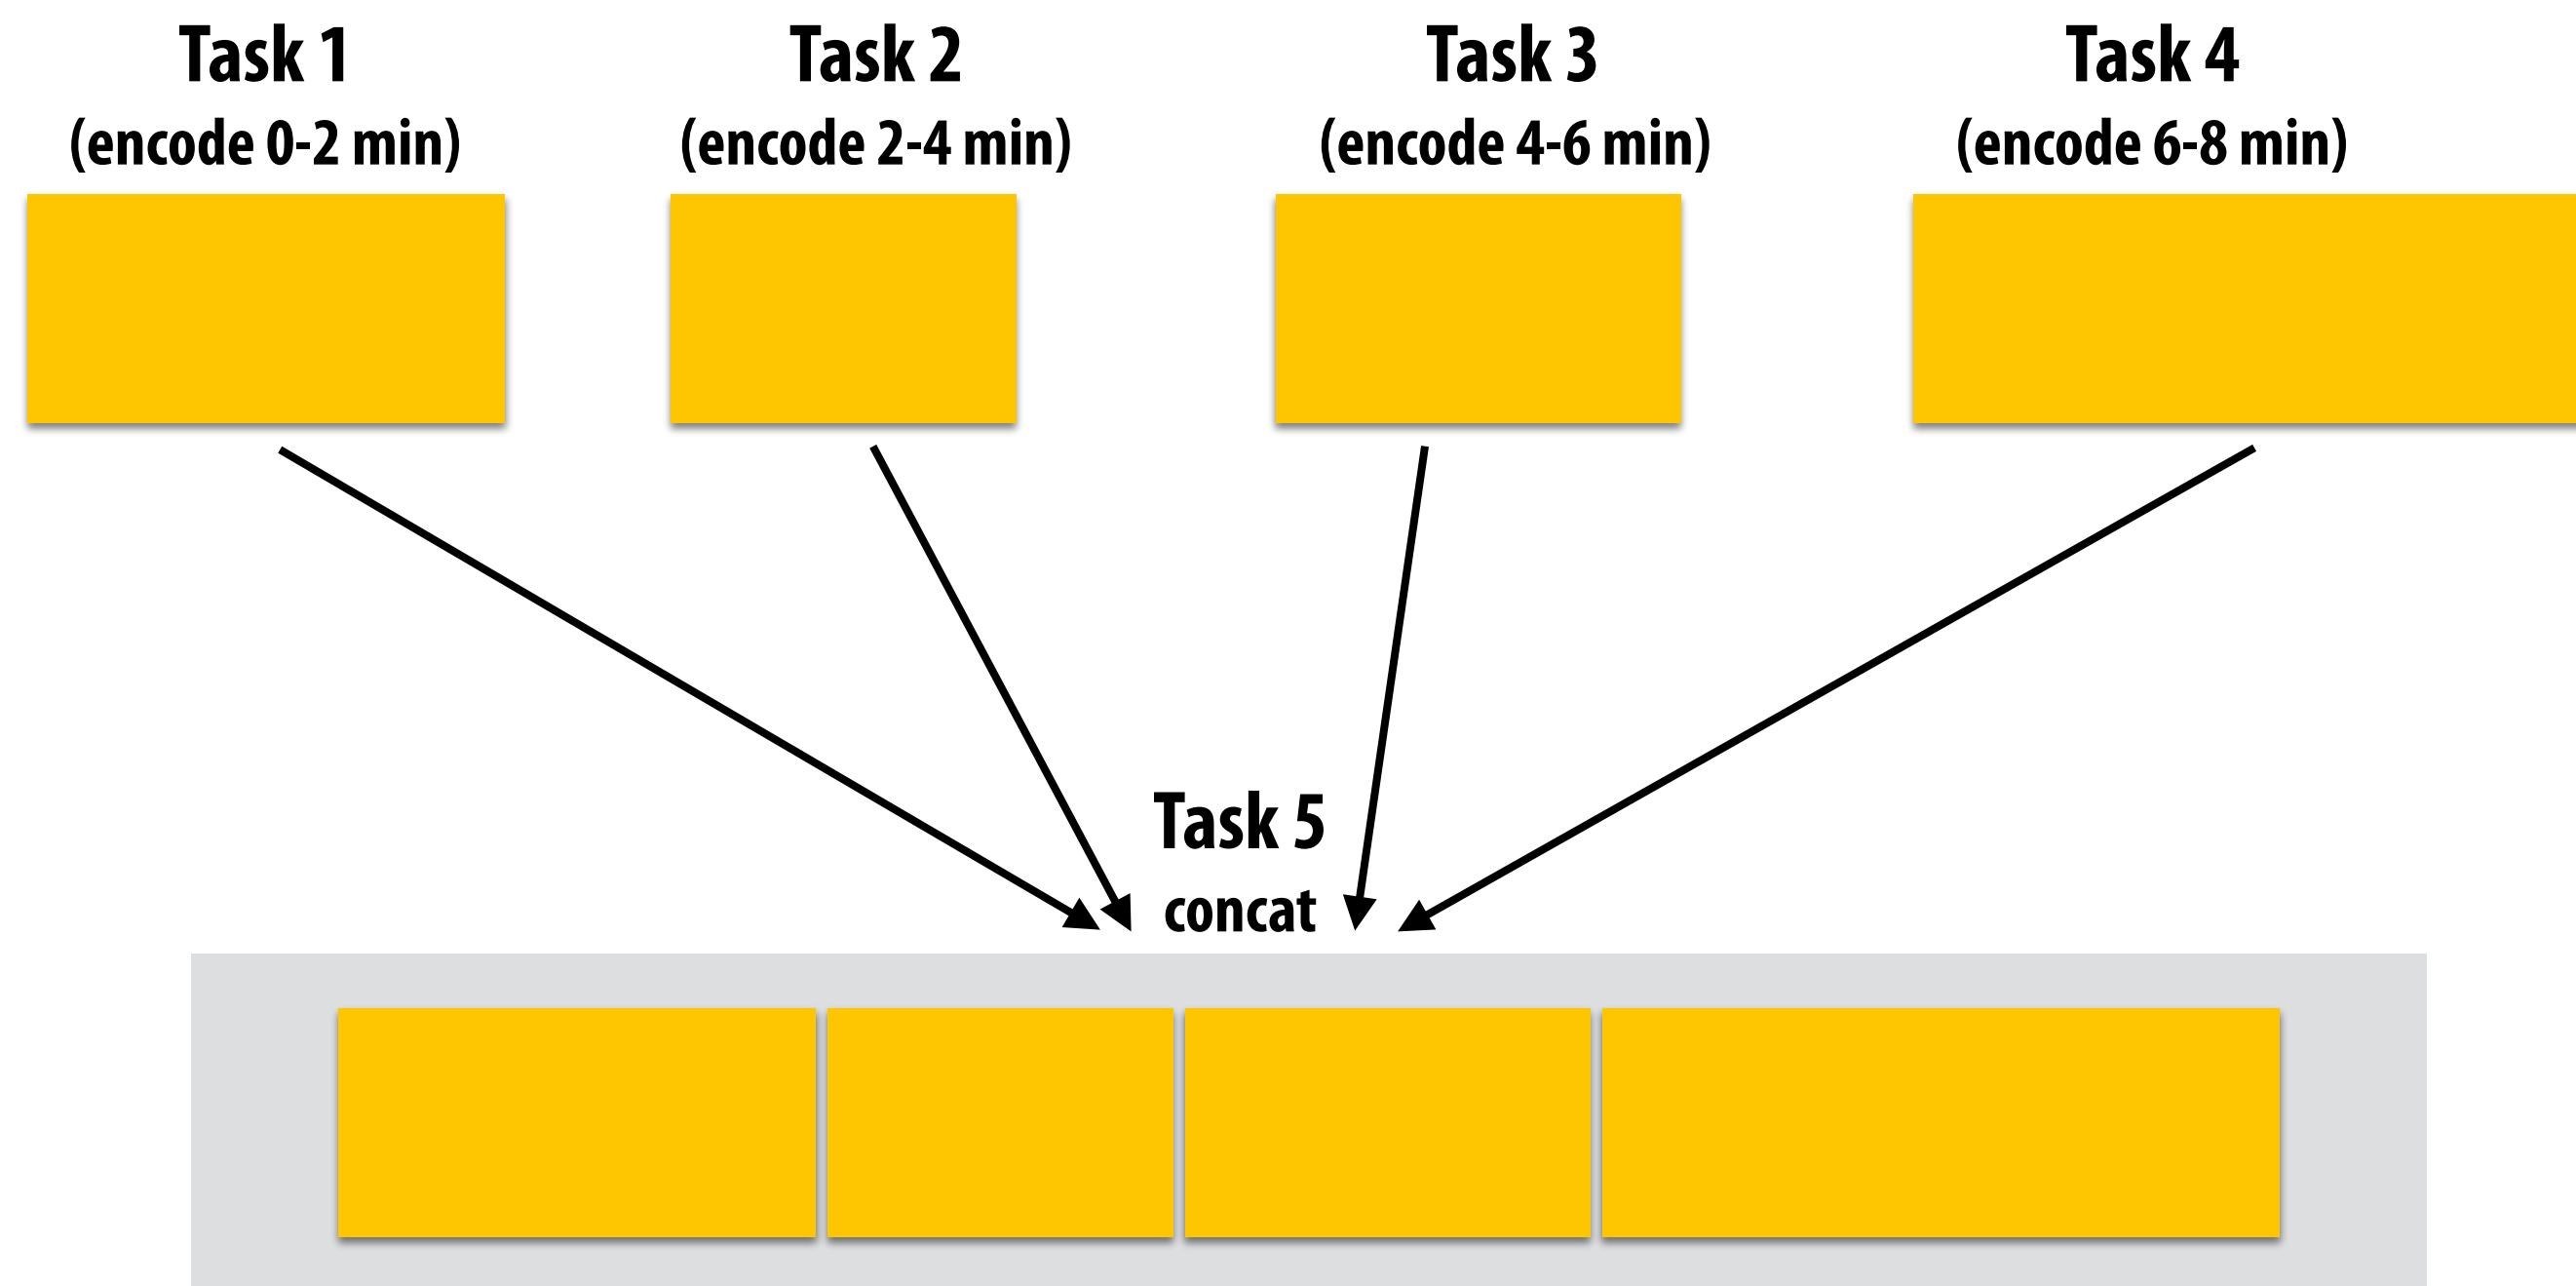 Task 1
(encode 0-2 min)
Task 2
(encode 2-4 min)
Task 3
(encode 4-6 min)
Task 4
(encode 6-8 min)
Task 5
concat